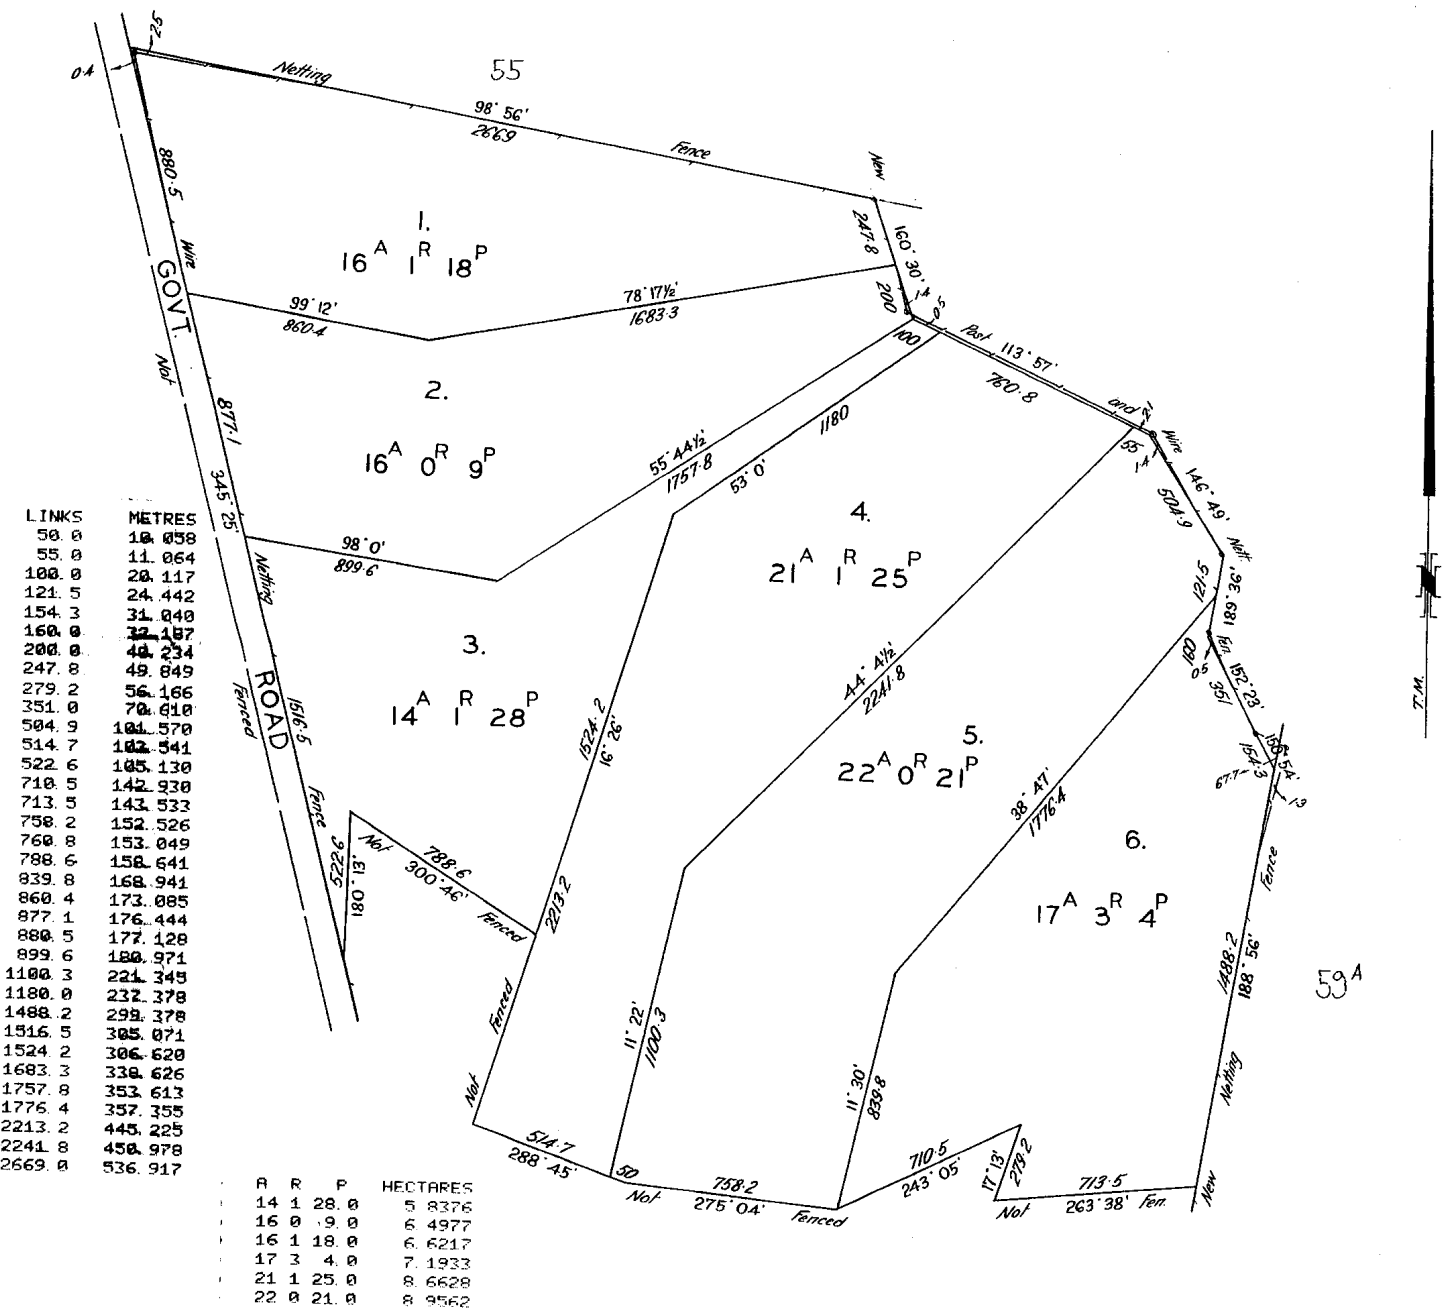 2.5
0.4
Netting
55
98° 56'
2669
Fence
New
880.5
Wire
1.
16A 1R 18P
247.8
160° 30'
200
1.4
0.5
GOVT.
99° 12'
860.4
78° 17½'
1683.3
100
Post
113° 57'
760.8
and
2.1
Not
2.
16A 0R 9P
877.1
345° 25'
55° 44½'
1757.8
1180
53° 0'
55
1.4
Wire
146° 49'
504.9
Nett.
98° 0'
899.6
Netting
4.
21A 1R 25P
121.5
189° 36'
Fen.
160
0.5
152° 23'
351
T.M.
N
3.
14A 1R 28P
ROAD
1516.5
Fenced
44° 4½'
2241.8
1524.2
16° 26'
5.
22A 0R 21P
154.3
67.7
1.3
Fence
522.6
180° 13'
Not
788.6
300° 46'
Fenced
2213.2
38° 47'
1776.4
6.
17A 3R 4P
Fence
59A
1488.2
188° 56'
Netting
New
Fenced
Not
11° 22'
1100.3
11° 30'
839.8
514.7
288° 45'
50
Not
758.2
275° 04'
Fenced
710.5
243° 05'
17° 13'
279.2
Not
713.5
263° 38'
Fen.
LINKS METRES
50.0 10.058
55.0 11.064
100.0 20.117
121.5 24.442
154.3 31.040
160.0 32.187
200.0 40.234
247.8 49.849
279.2 56.166
351.0 70.610
504.9 101.570
514.7 103.541
522.6 105.130
710.5 142.930
713.5 143.533
758.2 152.526
760.8 153.049
788.6 158.641
839.8 168.941
860.4 173.085
877.1 176.444
880.5 177.128
899.6 180.971
1100.3 221.345
1180.0 237.378
1488.2 299.378
1516.5 305.071
1524.2 306.620
1683.3 338.626
1757.8 353.613
1776.4 357.355
2213.2 445.225
2241.8 450.978
2669.0 536.917
A R P HECTARES
14 1 28.0 5.8376
16 0 9.0 6.4977
16 1 18.0 6.6217
17 3 4.0 7.1933
21 1 25.0 8.6628
22 0 21.0 8.9562